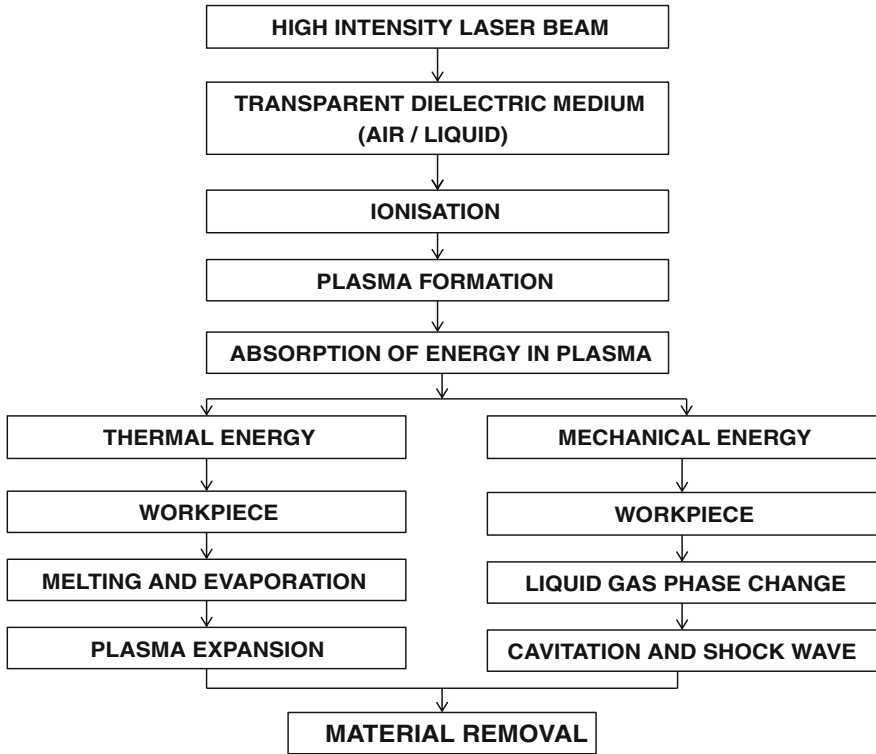 HIGH INTENSITY LASER BEAM
TRANSPARENT DIELECTRIC MEDIUM
(AIR / LIQUID)
IONISATION
PLASMA FORMATION
ABSORPTION OF ENERGY IN PLASMA
THERMAL ENERGY
MECHANICAL ENERGY
WORKPIECE
WORKPIECE
MELTING AND EVAPORATION
LIQUID GAS PHASE CHANGE
PLASMA EXPANSION
CAVITATION AND SHOCK WAVE
MATERIAL REMOVAL